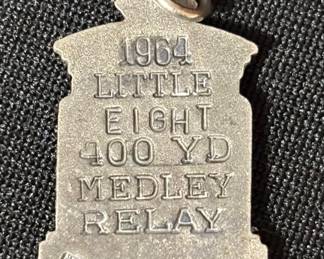 1964
LITTLE
EIGHT
400 YD
MEDLEY
RELAY